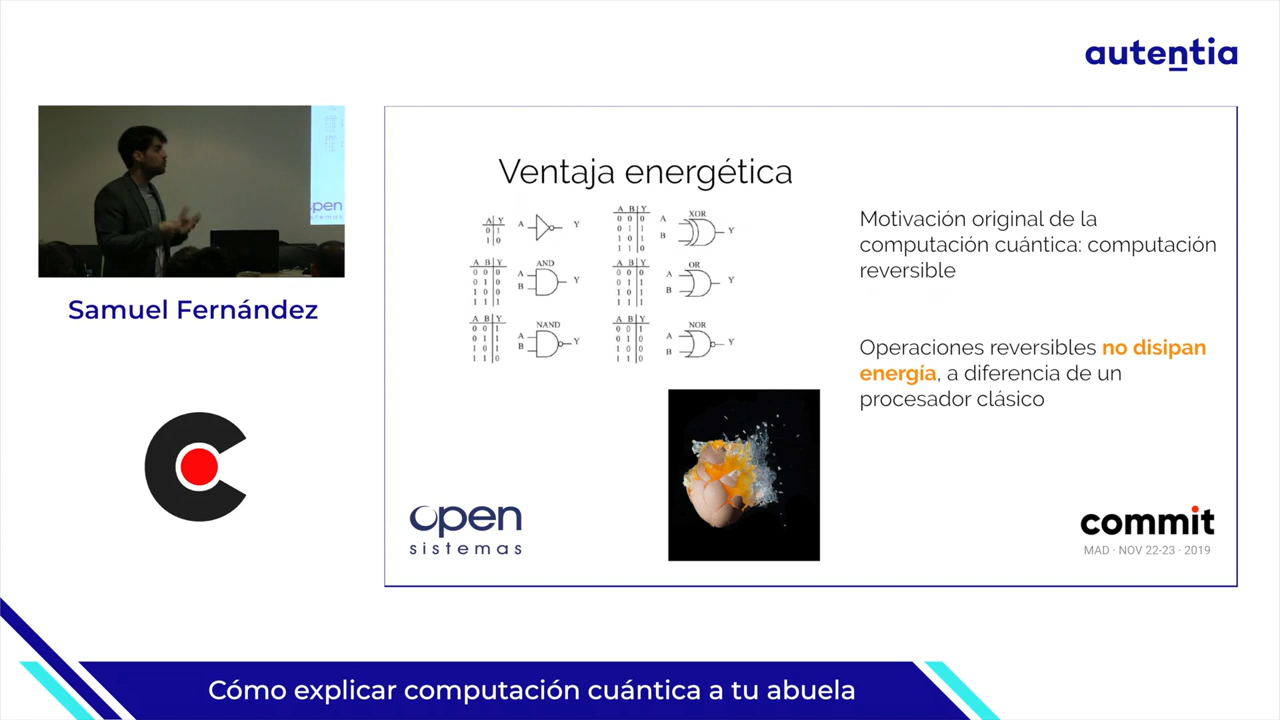 autentia
Ventaja energética
A Y
0 1
1 0
A
Y
A B Y
0 0 0
0 1 1
1 0 1
1 1 0
XOR
A
B
Y
A B Y
0 0 0
0 1 0
1 0 0
1 1 1
AND
A
B
Y
A B Y
0 0 0
0 1 1
1 0 1
1 1 1
OR
A
B
Y
A B Y
0 0 1
0 1 1
1 0 1
1 1 0
NAND
A
B
Y
A B Y
0 0 1
0 1 0
1 0 0
1 1 0
NOR
A
B
Y
Motivación original de la
computación cuántica: computación
reversible
Operaciones reversibles no disipan
energía, a diferencia de un
procesador clásico
open
sistemas
commit
MAD · NOV 22-23 · 2019
pen
temas
Samuel Fernández
Cómo explicar computación cuántica a tu abuela